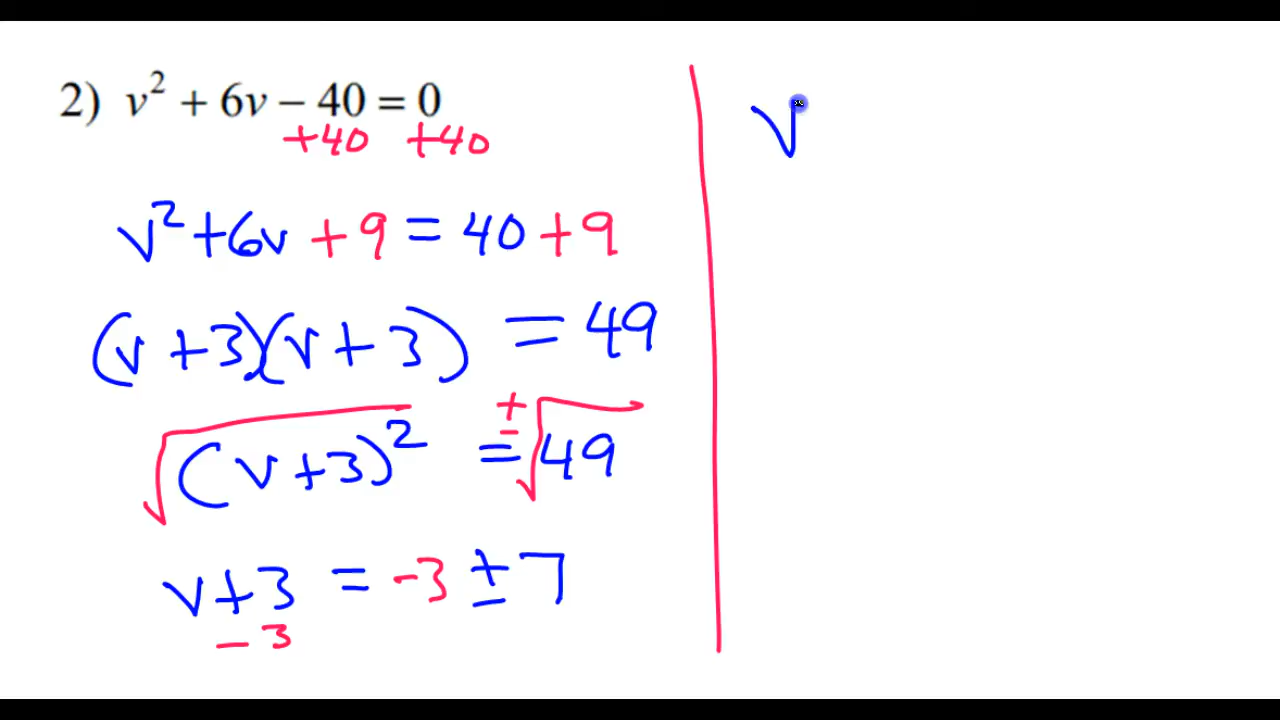 2) v² + 6v − 40 = 0
+40 +40
v² + 6v + 9 = 40 + 9
(v + 3)(v + 3) = 49
√(v + 3)² = ±√49
v + 3 = -3 ± 7
− 3
v